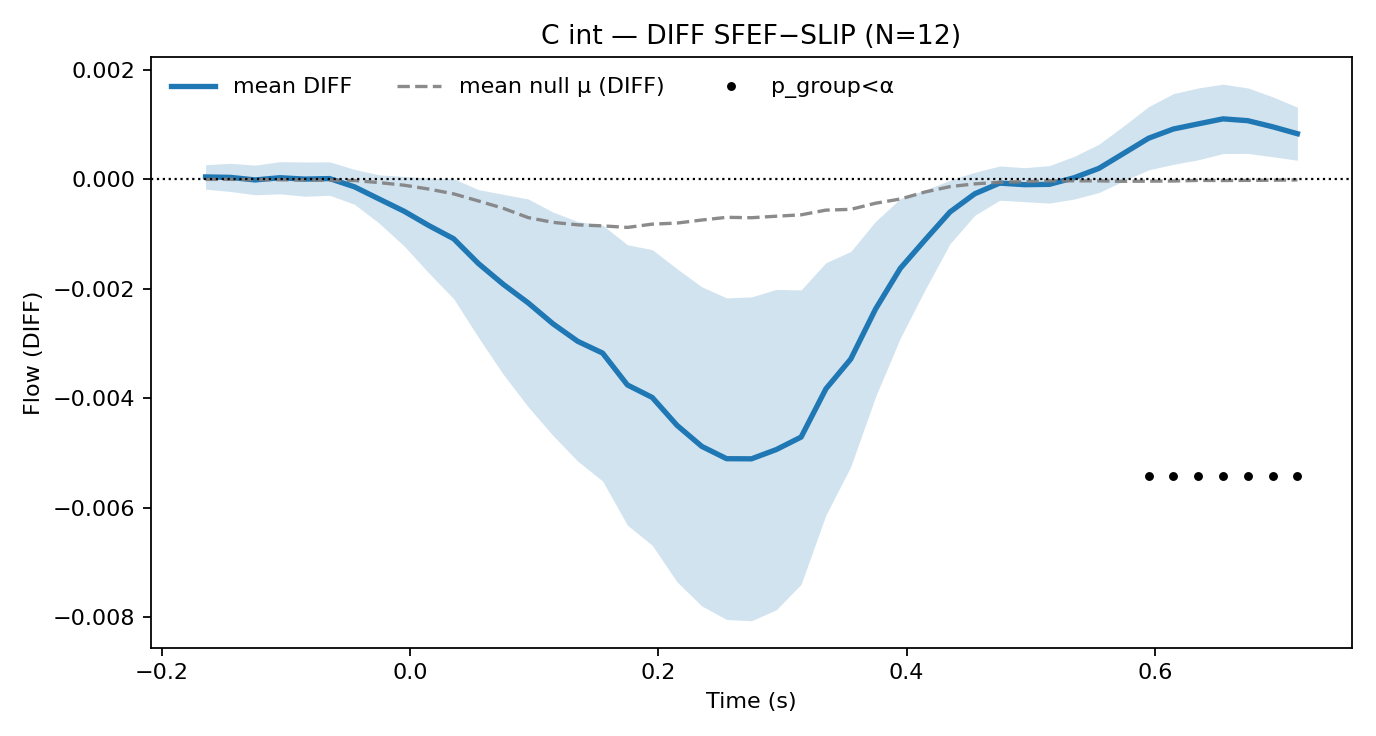 C int — DIFF SFEF−SLIP (N=12)
mean DIFF
mean null μ (DIFF)
p_group<α
0.002
0.000
−0.002
−0.004
−0.006
−0.008
Flow (DIFF)
−0.2
0.0
0.2
0.4
0.6
Time (s)